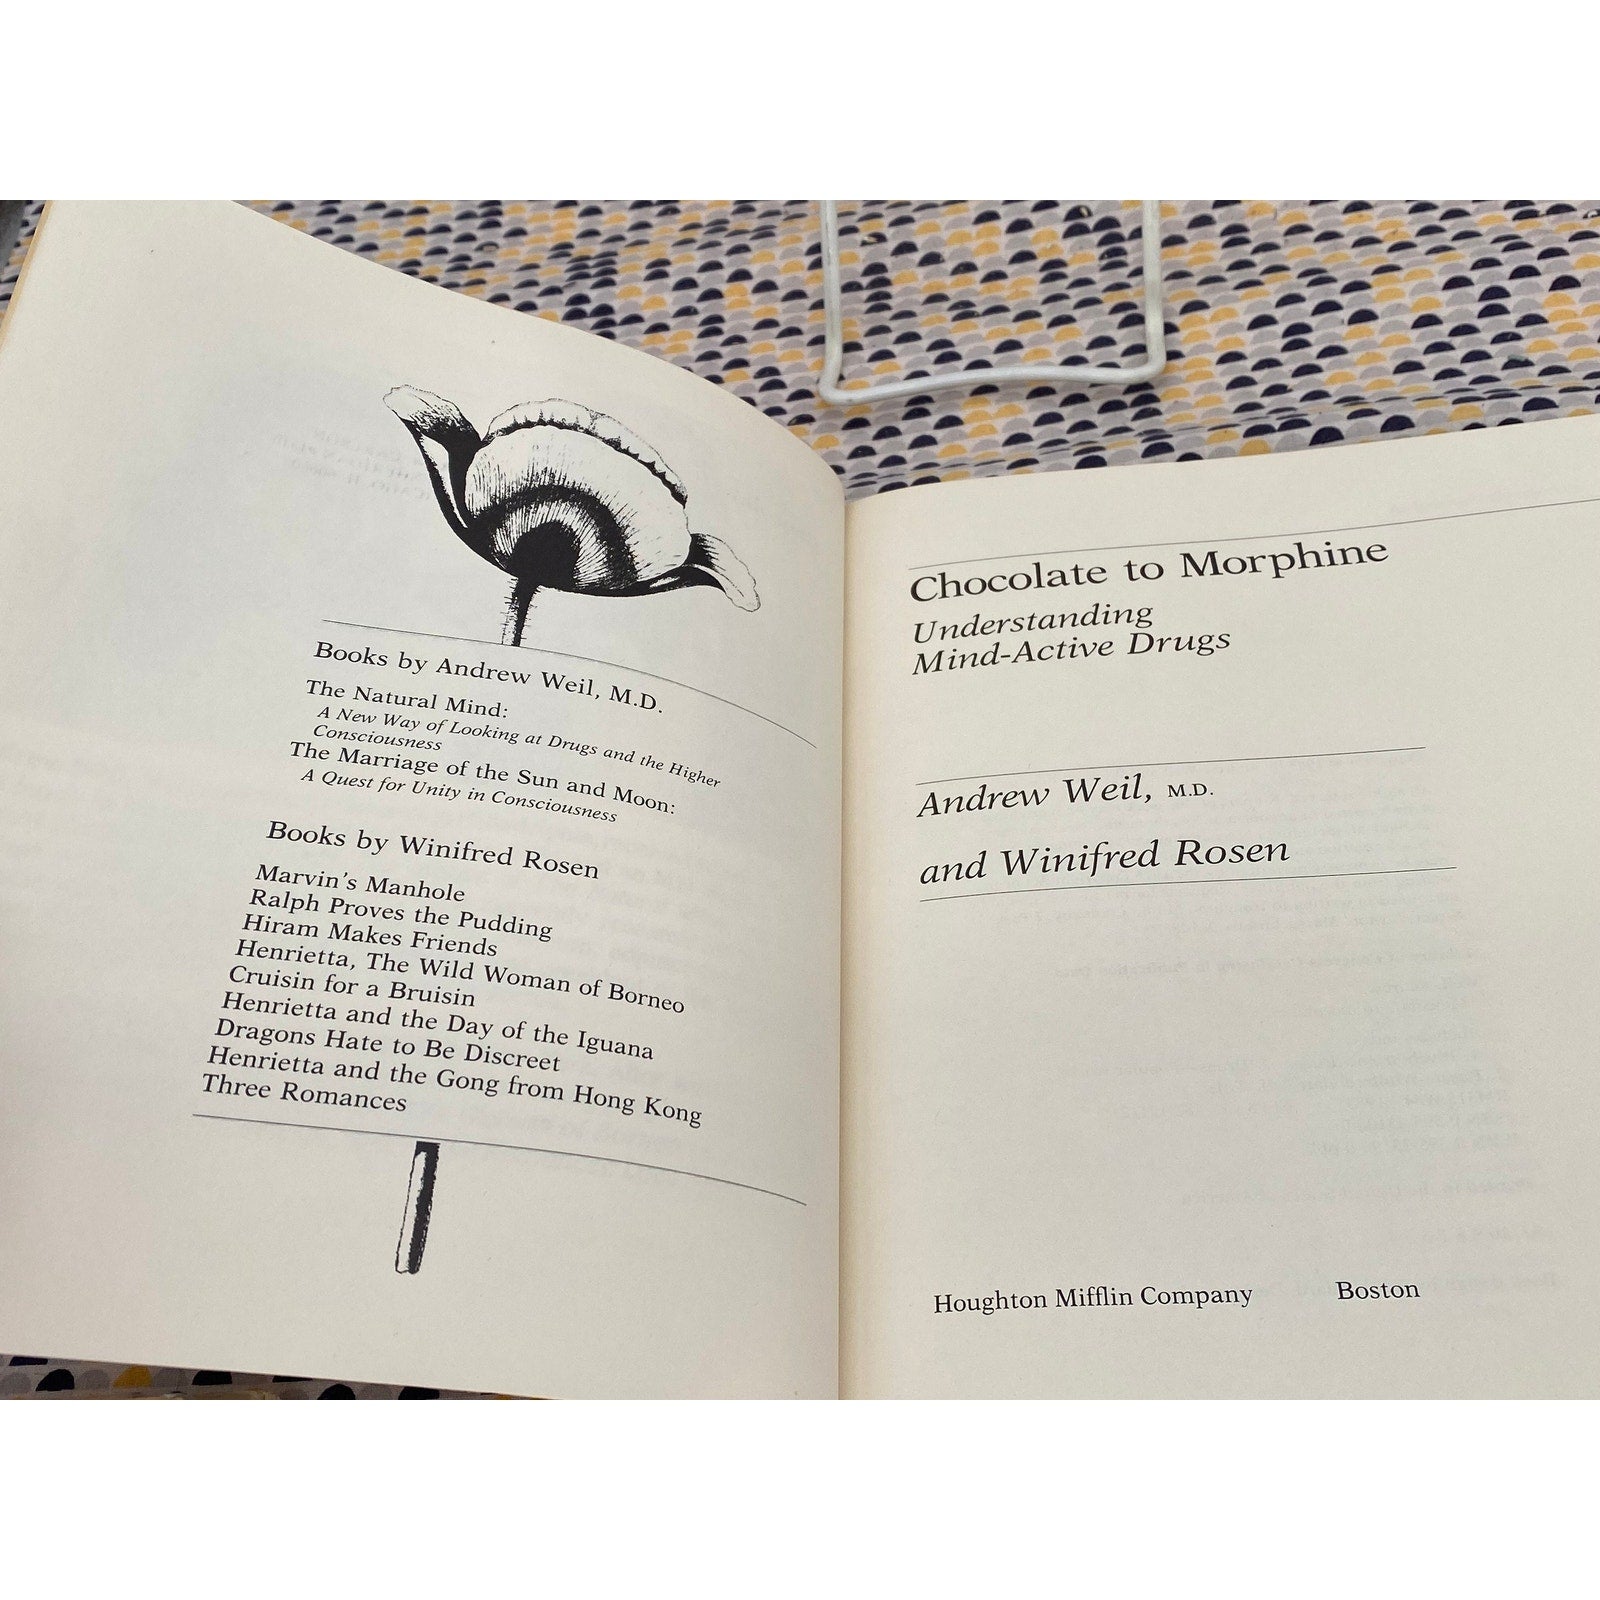 Books by Andrew Weil, M.D.
The Natural Mind:
A New Way of Looking at Drugs and the Higher
Consciousness
The Marriage of the Sun and Moon:
A Quest for Unity in Consciousness
Books by Winifred Rosen
Marvin's Manhole
Ralph Proves the Pudding
Hiram Makes Friends
Henrietta, The Wild Woman of Borneo
Cruisin for a Bruisin
Henrietta and the Day of the Iguana
Dragons Hate to Be Discreet
Henrietta and the Gong from Hong Kong
Three Romances
Chocolate to Morphine
Understanding
Mind-Active Drugs
Andrew Weil, M.D.
and Winifred Rosen
Houghton Mifflin Company Boston